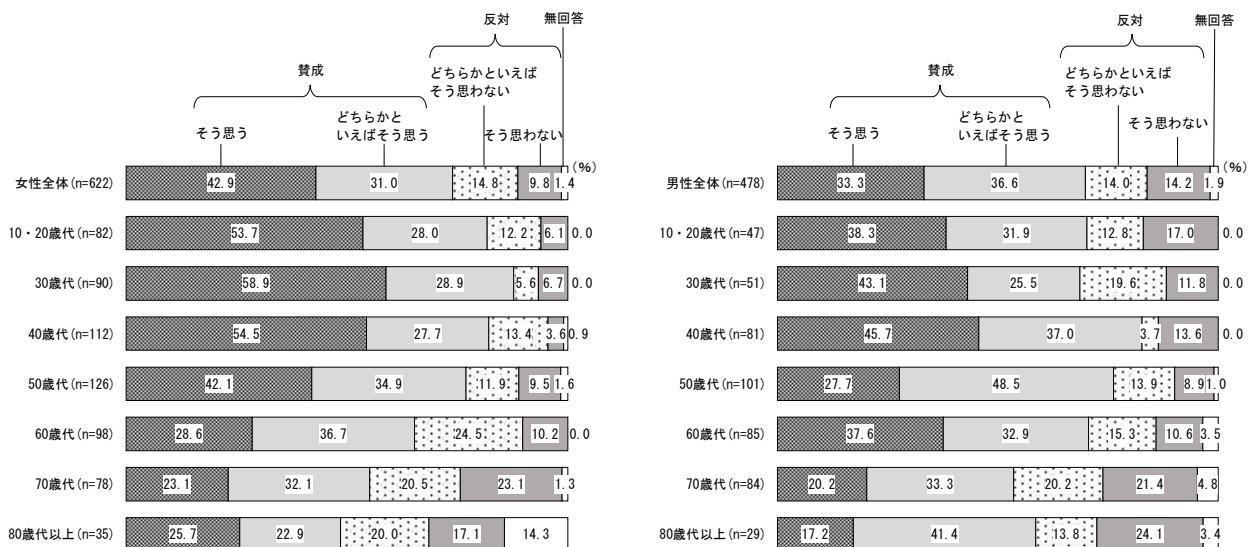 反対
無回答
賛成
どちらかといえば
そう思わない
そう思う
どちらかと
いえばそう思う
そう思わない
(%)
女性全体(n=622) 42.9 31.0 14.8 9.8 1.4
10・20歳代(n=82) 53.7 28.0 12.2 6.1 0.0
30歳代(n=90) 58.9 28.9 5.6 6.7 0.0
40歳代(n=112) 54.5 27.7 13.4 3.6 0.9
50歳代(n=126) 42.1 34.9 11.9 9.5 1.6
60歳代(n=98) 28.6 36.7 24.5 10.2 0.0
70歳代(n=78) 23.1 32.1 20.5 23.1 1.3
80歳代以上(n=35) 25.7 22.9 20.0 17.1 14.3
反対
無回答
賛成
どちらかといえば
そう思わない
そう思う
どちらかと
いえばそう思う
そう思わない
(%)
男性全体(n=478) 33.3 36.6 14.0 14.2 1.9
10・20歳代(n=47) 38.3 31.9 12.8 17.0 0.0
30歳代(n=51) 43.1 25.5 19.6 11.8 0.0
40歳代(n=81) 45.7 37.0 3.7 13.6 0.0
50歳代(n=101) 27.7 48.5 13.9 8.9 1.0
60歳代(n=85) 37.6 32.9 15.3 10.6 3.5
70歳代(n=84) 20.2 33.3 20.2 21.4 4.8
80歳代以上(n=29) 17.2 41.4 13.8 24.1 3.4